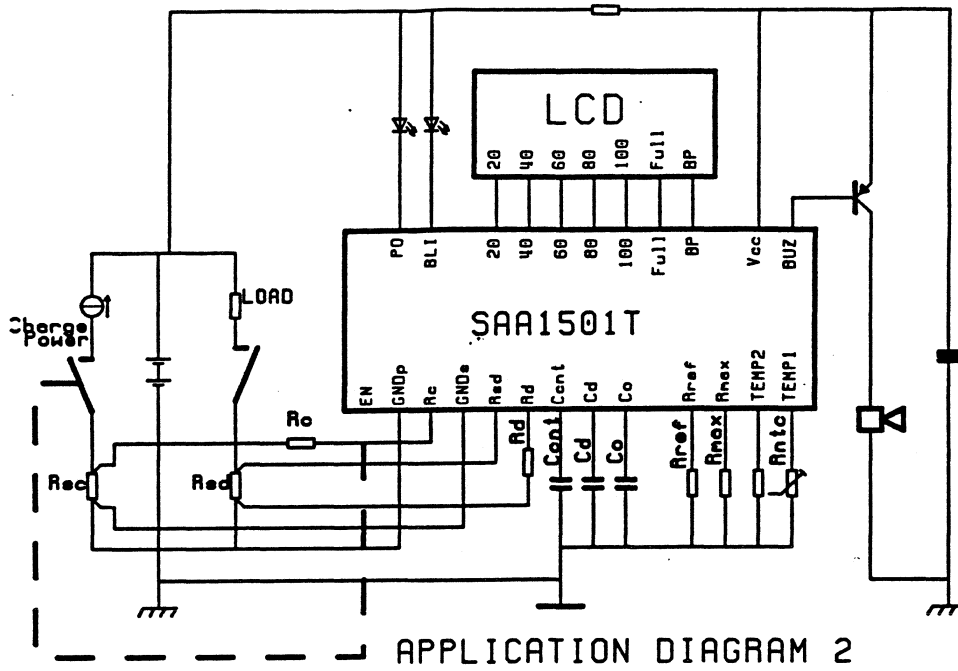 LCD
20 40 60 80 100 Full BP
PO BLI 20 40 60 80 100 Full BP Vcc BUZ
LOAD
Charge
Power
SAA1501T
EN GNDp Rc GNDs Rsd Rd Ccnt Cd Co Rref Rmax TEMP2 TEMP1
Rc
Rd Ccnt Cd Co Rref Rmax Rntc
Rsc Rsd
APPLICATION DIAGRAM 2